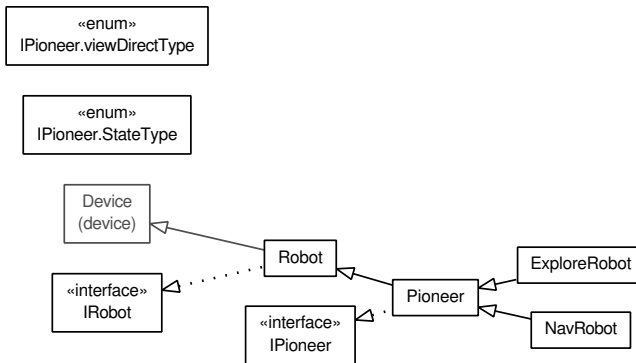 «enum»
IPioneer.viewDirectType
«enum»
IPioneer.StateType
Device
(device)
Robot
«interface»
IRobot
Pioneer
«interface»
IPioneer
ExploreRobot
NavRobot